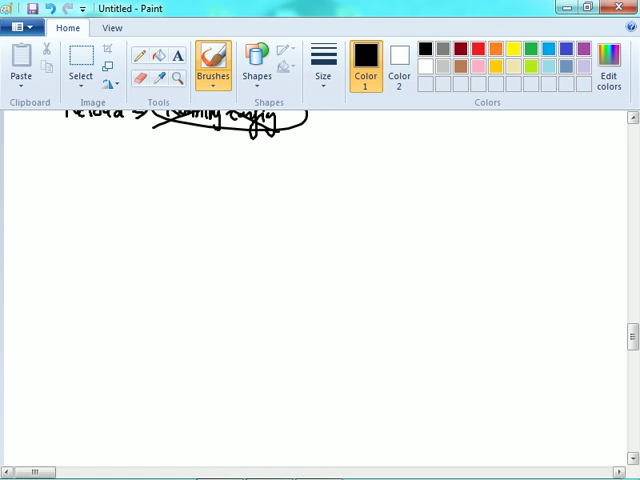 Untitled - Paint
Home
View
Paste
Select
Brushes
Shapes
Size
Color
1
Color
2
Edit
colors
Clipboard
Image
Tools
Shapes
Colors